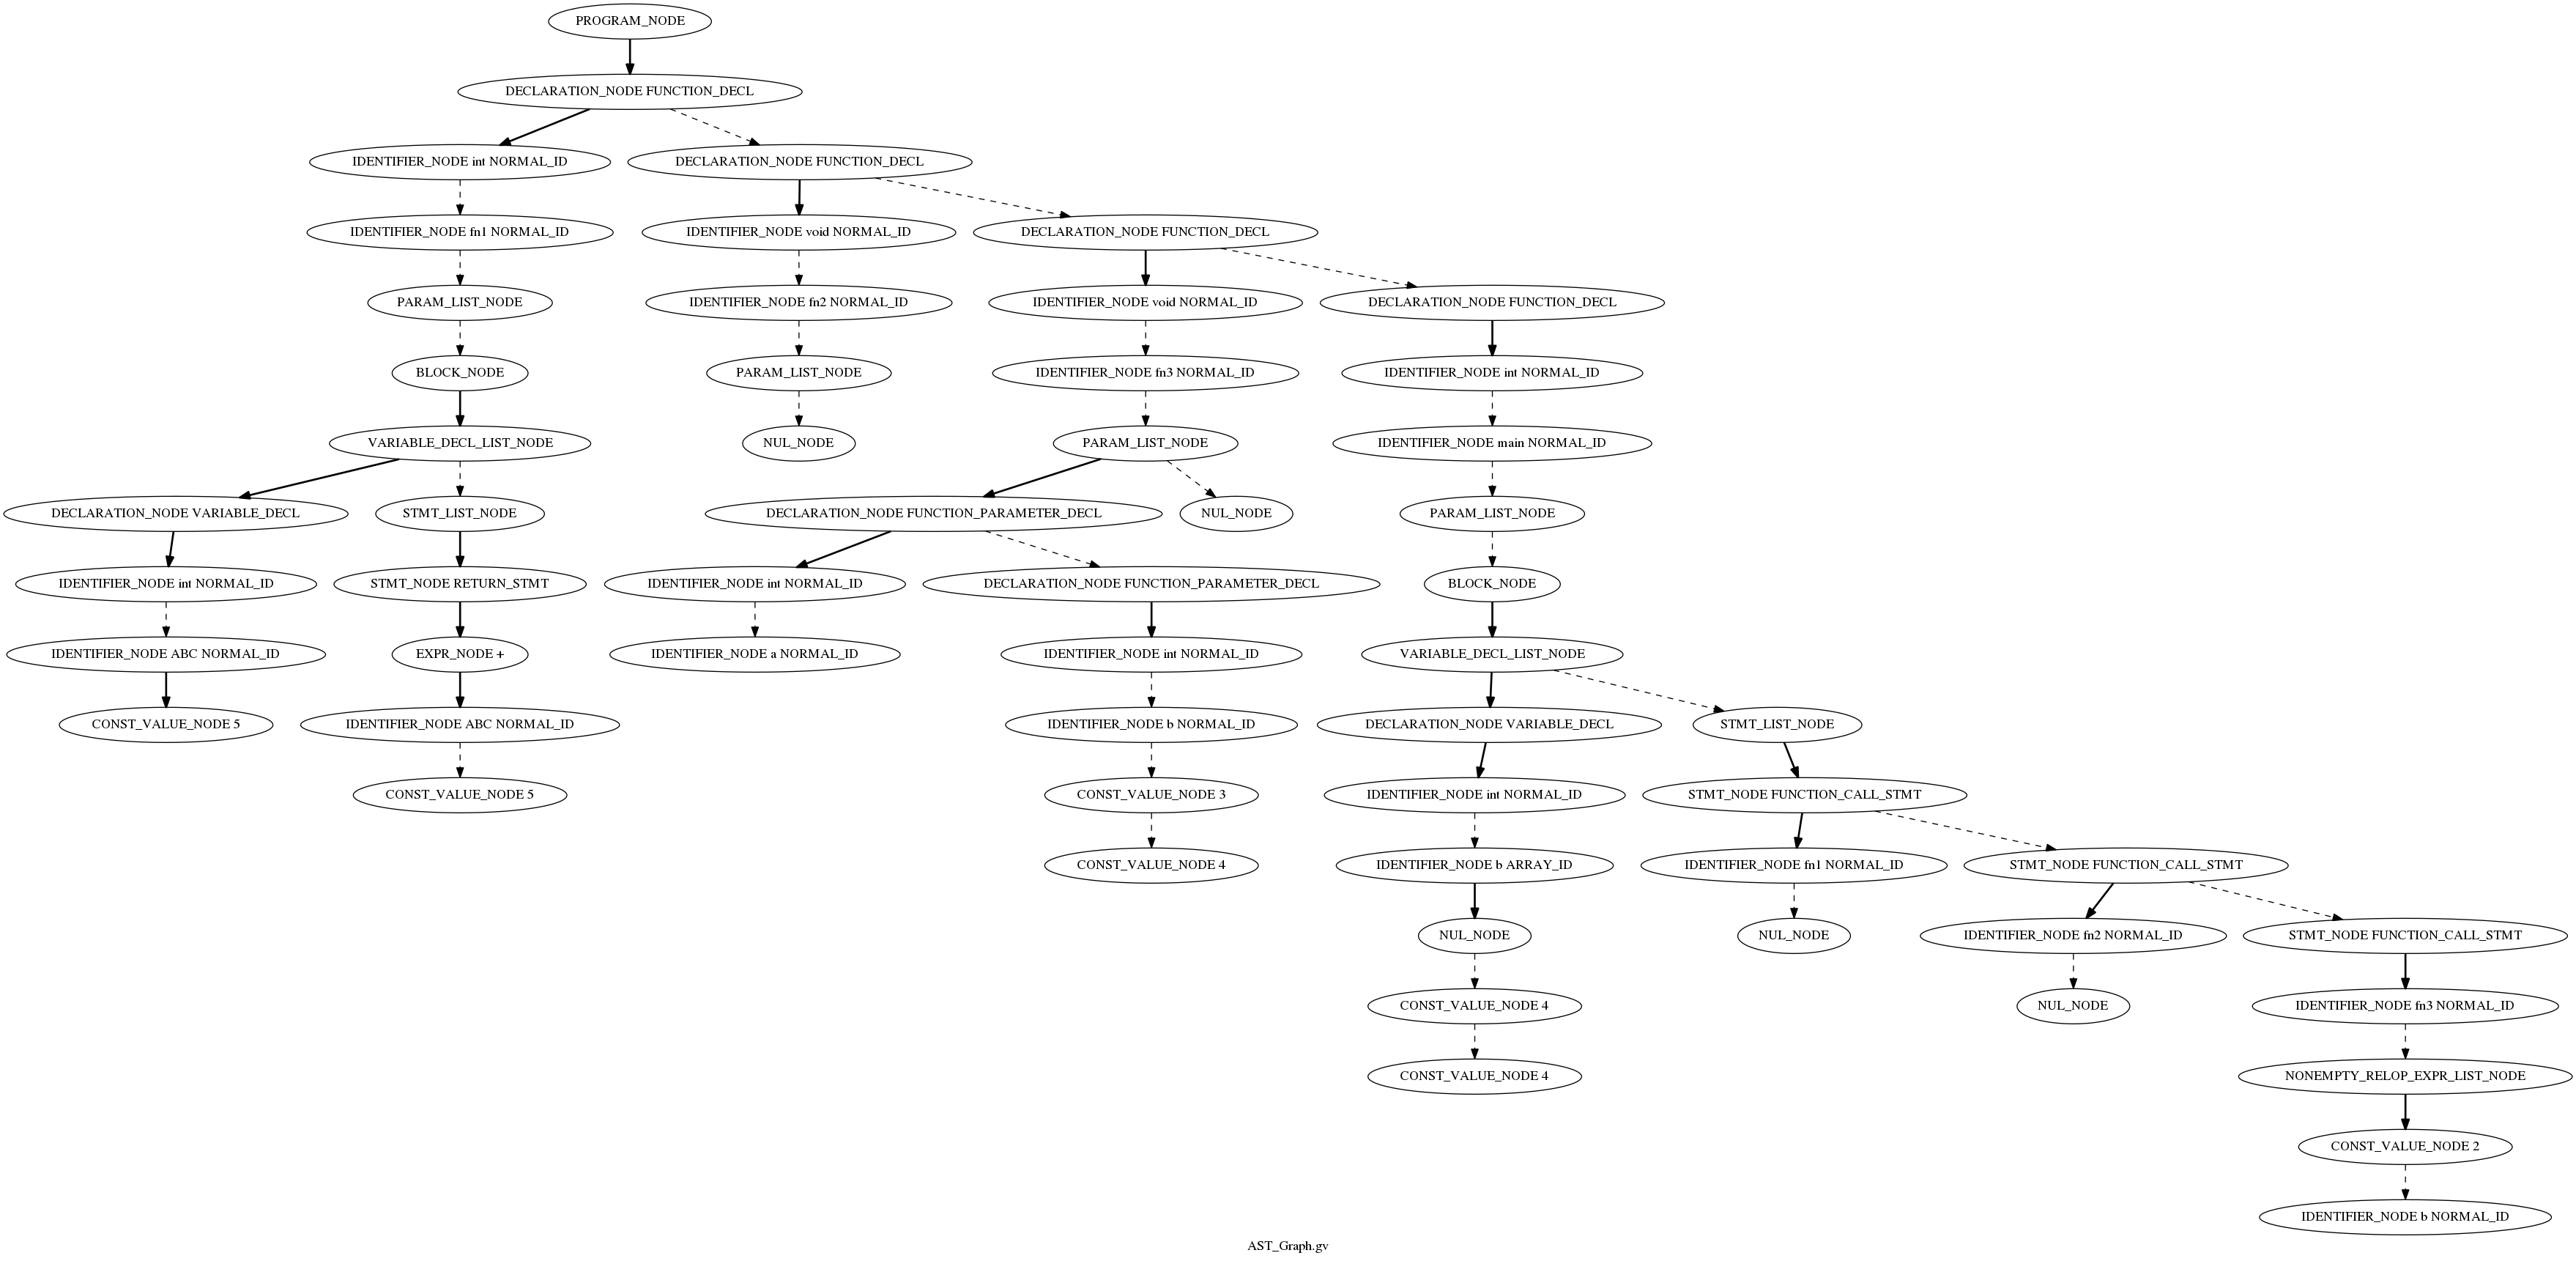 PROGRAM_NODE
DECLARATION_NODE FUNCTION_DECL
IDENTIFIER_NODE int NORMAL_ID
DECLARATION_NODE FUNCTION_DECL
IDENTIFIER_NODE fn1 NORMAL_ID
IDENTIFIER_NODE void NORMAL_ID
DECLARATION_NODE FUNCTION_DECL
PARAM_LIST_NODE
IDENTIFIER_NODE fn2 NORMAL_ID
IDENTIFIER_NODE void NORMAL_ID
DECLARATION_NODE FUNCTION_DECL
BLOCK_NODE
PARAM_LIST_NODE
IDENTIFIER_NODE fn3 NORMAL_ID
IDENTIFIER_NODE int NORMAL_ID
VARIABLE_DECL_LIST_NODE
NUL_NODE
PARAM_LIST_NODE
IDENTIFIER_NODE main NORMAL_ID
DECLARATION_NODE VARIABLE_DECL
STMT_LIST_NODE
DECLARATION_NODE FUNCTION_PARAMETER_DECL
NUL_NODE
PARAM_LIST_NODE
IDENTIFIER_NODE int NORMAL_ID
STMT_NODE RETURN_STMT
IDENTIFIER_NODE int NORMAL_ID
DECLARATION_NODE FUNCTION_PARAMETER_DECL
BLOCK_NODE
IDENTIFIER_NODE ABC NORMAL_ID
EXPR_NODE +
IDENTIFIER_NODE a NORMAL_ID
IDENTIFIER_NODE int NORMAL_ID
VARIABLE_DECL_LIST_NODE
CONST_VALUE_NODE 5
IDENTIFIER_NODE ABC NORMAL_ID
IDENTIFIER_NODE b NORMAL_ID
DECLARATION_NODE VARIABLE_DECL
STMT_LIST_NODE
CONST_VALUE_NODE 5
CONST_VALUE_NODE 3
IDENTIFIER_NODE int NORMAL_ID
STMT_NODE FUNCTION_CALL_STMT
CONST_VALUE_NODE 4
IDENTIFIER_NODE b ARRAY_ID
IDENTIFIER_NODE fn1 NORMAL_ID
STMT_NODE FUNCTION_CALL_STMT
NUL_NODE
NUL_NODE
IDENTIFIER_NODE fn2 NORMAL_ID
STMT_NODE FUNCTION_CALL_STMT
CONST_VALUE_NODE 4
NUL_NODE
IDENTIFIER_NODE fn3 NORMAL_ID
CONST_VALUE_NODE 4
NONEMPTY_RELOP_EXPR_LIST_NODE
CONST_VALUE_NODE 2
IDENTIFIER_NODE b NORMAL_ID
AST_Graph.gv